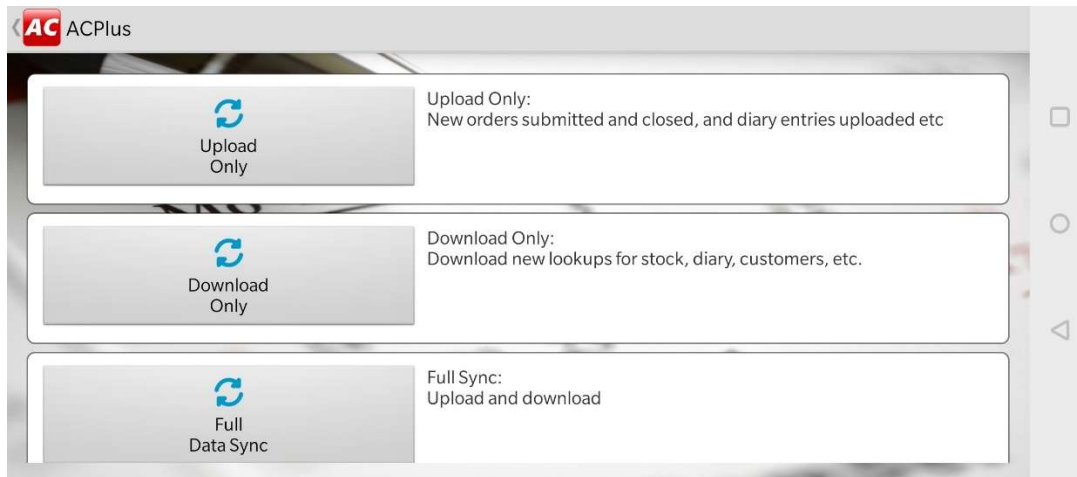 AC ACPlus
Upload
Only
Upload Only:
New orders submitted and closed, and diary entries uploaded etc
Download
Only
Download Only:
Download new lookups for stock, diary, customers, etc.
Full
Data Sync
Full Sync:
Upload and download